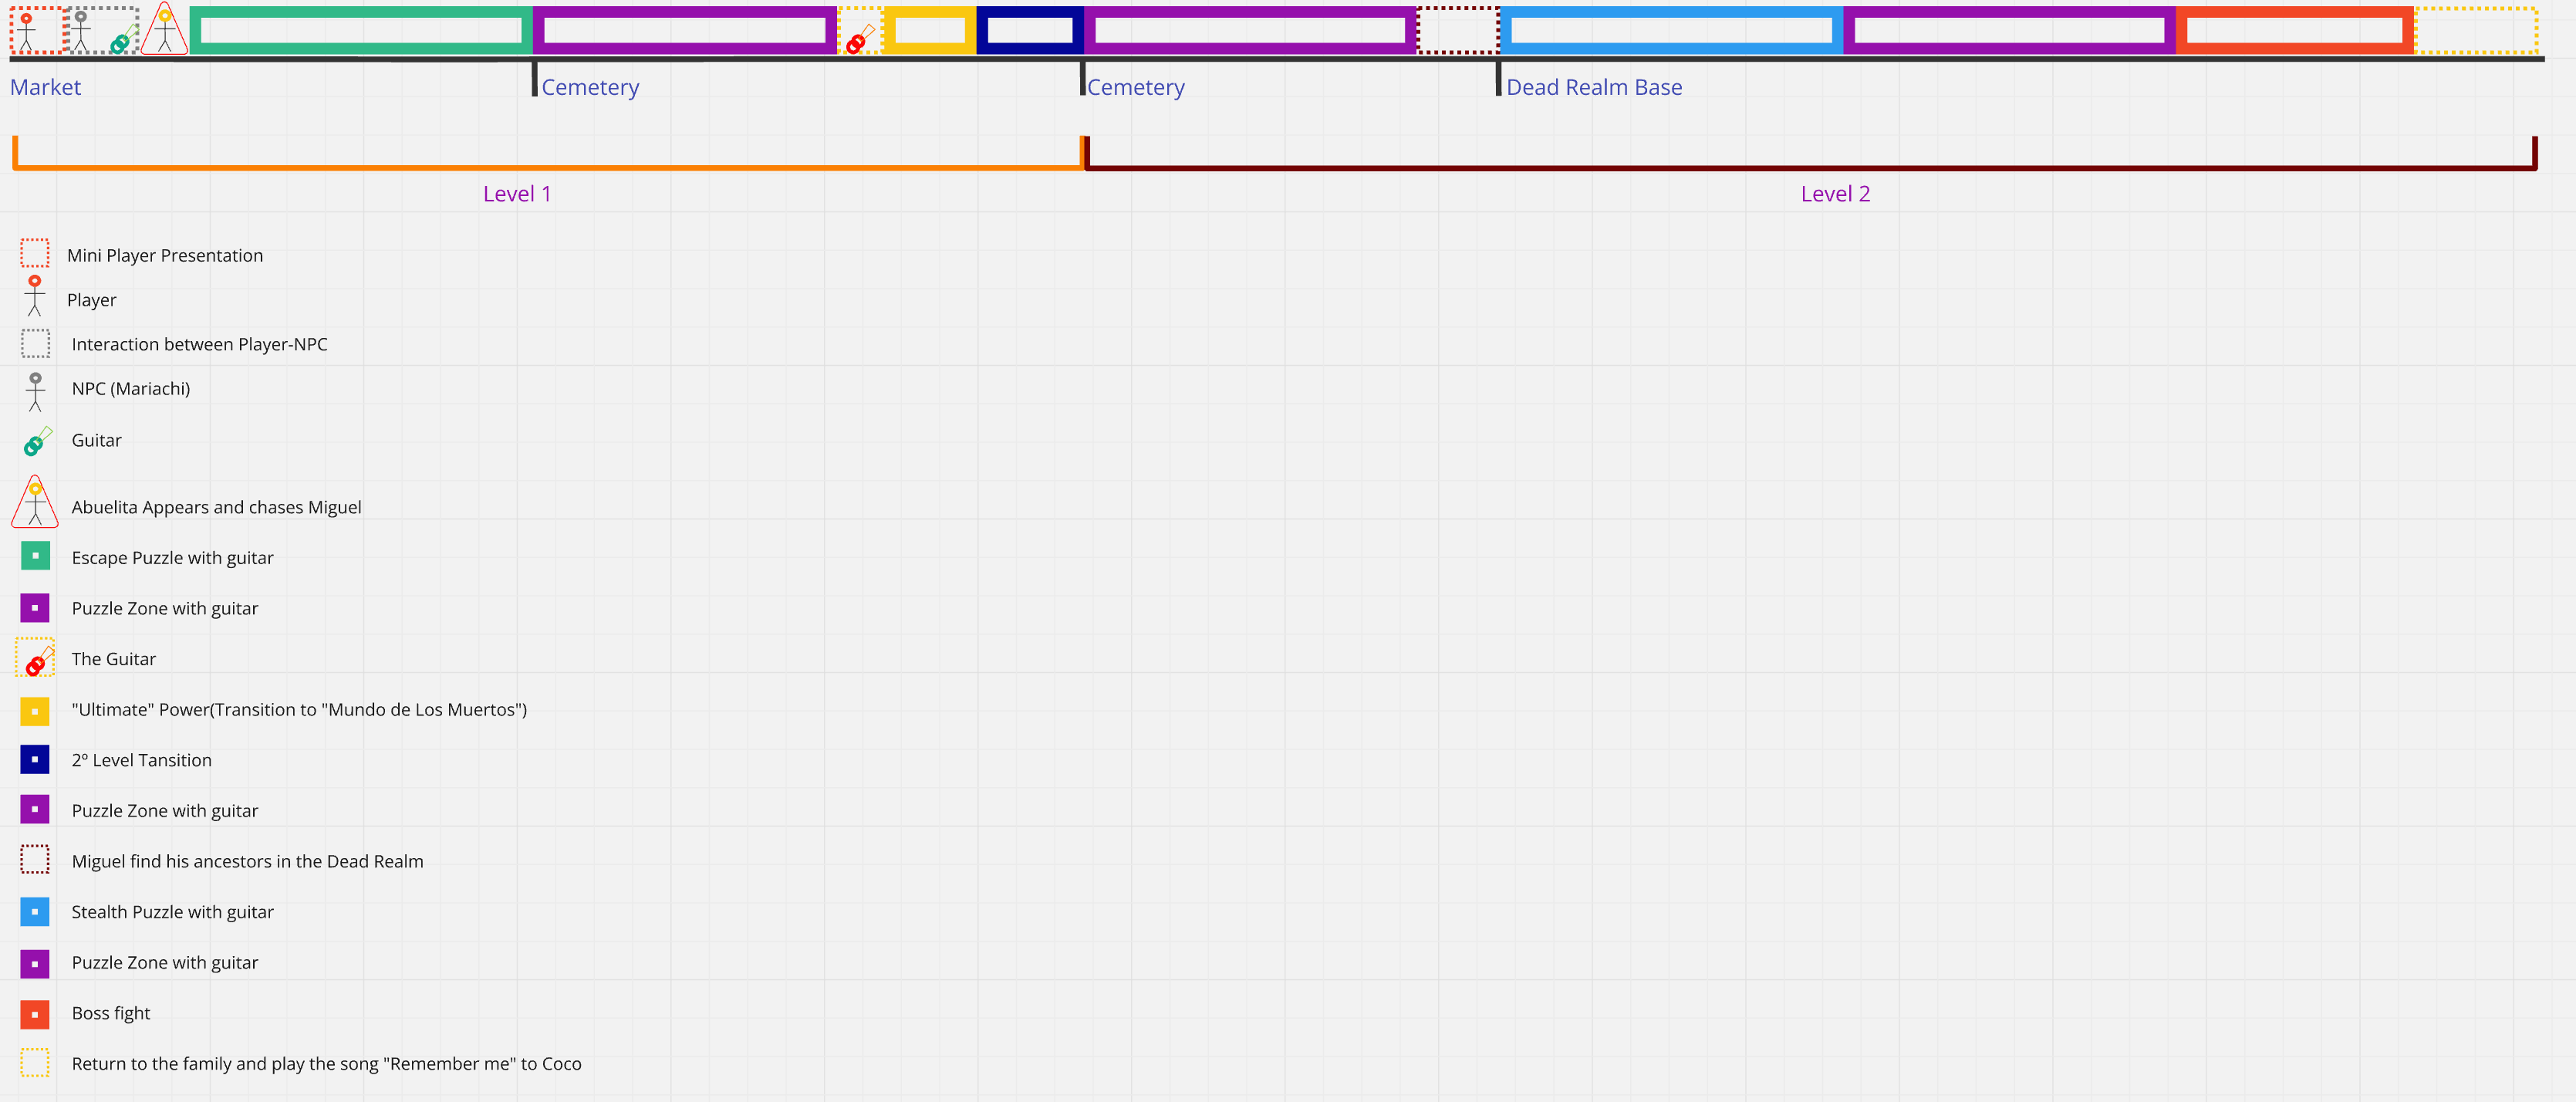 Market
Cemetery
Cemetery
Dead Realm Base
Level 1
Level 2
Mini Player Presentation
Player
Interaction between Player-NPC
NPC (Mariachi)
Guitar
Abuelita Appears and chases Miguel
Escape Puzzle with guitar
Puzzle Zone with guitar
The Guitar
"Ultimate" Power(Transition to "Mundo de Los Muertos")
2º Level Tansition
Puzzle Zone with guitar
Miguel find his ancestors in the Dead Realm
Stealth Puzzle with guitar
Puzzle Zone with guitar
Boss fight
Return to the family and play the song "Remember me" to Coco